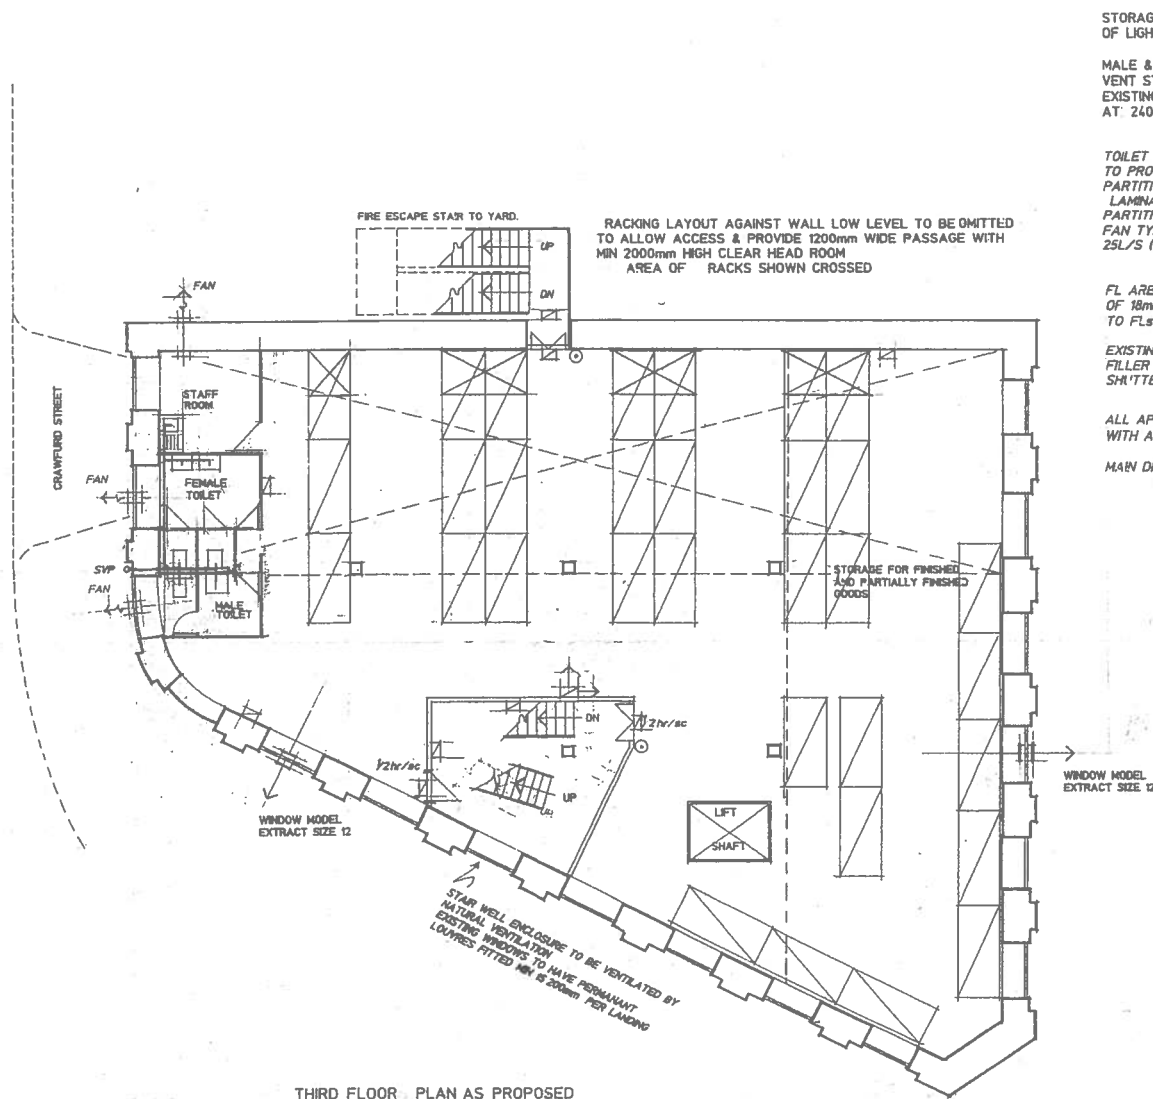 STORAG
OF LIGH
MALE &
VENT ST
EXISTING
AT: 240
TOILET
TO PRO
PARTITI
LAMINA
PARTITI
FAN TY
25L/S (
FL ARE
OF 18m
TO FLs
EXISTIN
FILLER
SHUTTE
ALL AF
WITH A
MAIN D
FIRE ESCAPE STAIR TO YARD.
RACKING LAYOUT AGAINST WALL LOW LEVEL TO BE OMITTED
TO ALLOW ACCESS & PROVIDE 1200mm WIDE PASSAGE WITH
MIN 2000mm HIGH CLEAR HEAD ROOM
AREA OF RACKS SHOWN CROSSED
UP
DN
FAN
CRAWFURD STREET
STAFF
ROOM
FAN
FEMALE
TOILET
SVP
FAN
MALE
TOILET
STORAGE FOR FINISHED
AND PARTIALLY FINISHED
GOODS
DN
1/2hr/sc
1/2hr/sc
UP
UP
LIFT
SHAFT
WINDOW MODEL
EXTRACT SIZE 12
WINDOW MODEL
EXTRACT SIZE 12
STAIR WELL ENCLOSURE TO BE VENTILATED BY
NATURAL VENTILATION
EXISTING WINDOWS TO HAVE PERMANANT
LOUVRES FITTED MIN IS 200mm PER LANDING
THIRD FLOOR PLAN AS PROPOSED